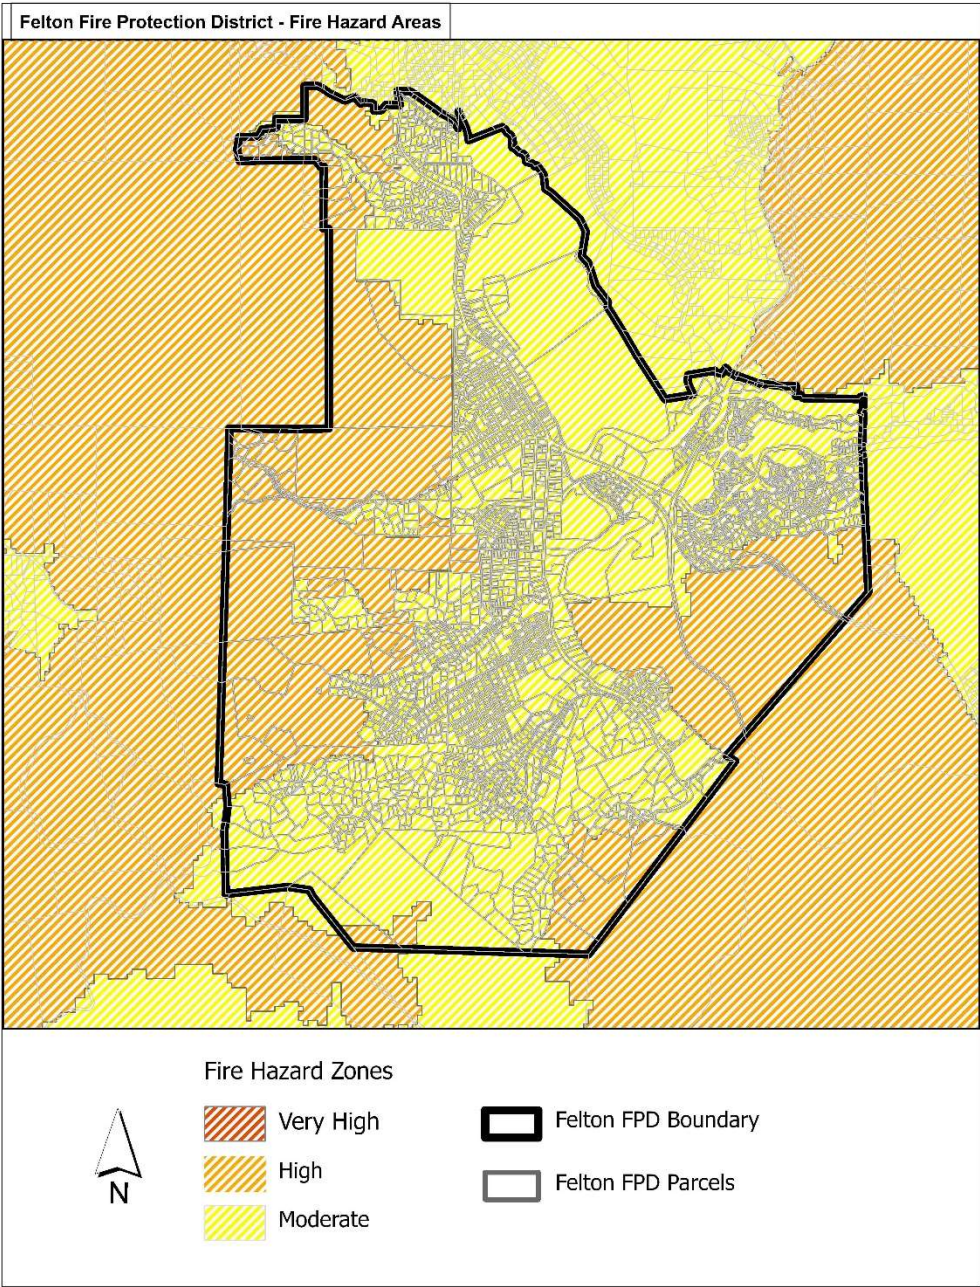 Felton Fire Protection District - Fire Hazard Areas
Fire Hazard Zones
Very High
High
Moderate
Felton FPD Boundary
Felton FPD Parcels
N